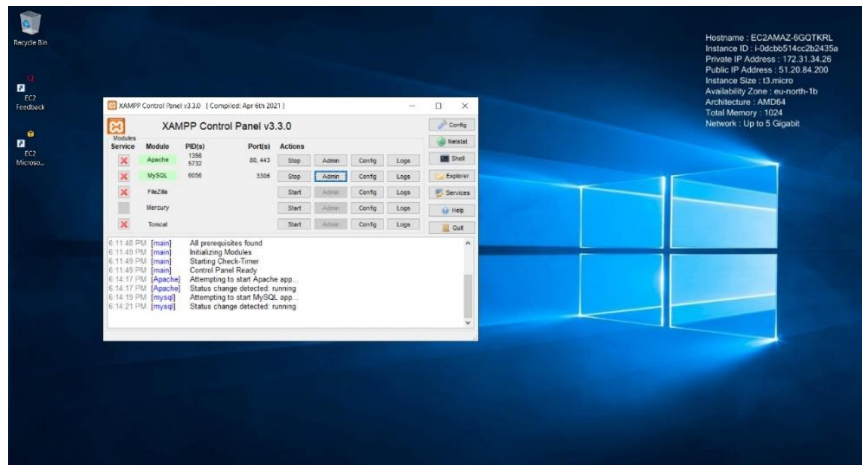 Recycle Bin
EC2
Feedback
EC2
Microso...
Hostname : EC2AMAZ-6GQTKRL
Instance ID : i-0dcbb514cc2b2435a
Private IP Address : 172.31.34.26
Public IP Address : 51.20.84.200
Instance Size : t3.micro
Availability Zone : eu-north-1b
Architecture : AMD64
Total Memory : 1024
Network : Up to 5 Gigabit
XAMPP Control Panel v3.3.0 [ Compiled: Apr 6th 2021 ]
XAMPP Control Panel v3.3.0
Config
Modules
Service Module PID(s) Port(s) Actions
Netstat
Apache 1356 5732 80, 443 Stop Admin Config Logs
Shell
MySQL 6056 3306 Stop Admin Config Logs
Explorer
FileZilla Start Admin Config Logs
Services
Mercury Start Admin Config Logs
Help
Tomcat Start Admin Config Logs
Quit
6:11:48 PM [main] All prerequisites found
6:11:49 PM [main] Initializing Modules
6:11:49 PM [main] Starting Check-Timer
6:11:49 PM [main] Control Panel Ready
6:14:17 PM [Apache] Attempting to start Apache app...
6:14:17 PM [Apache] Status change detected: running
6:14:19 PM [mysql] Attempting to start MySQL app...
6:14:21 PM [mysql] Status change detected: running